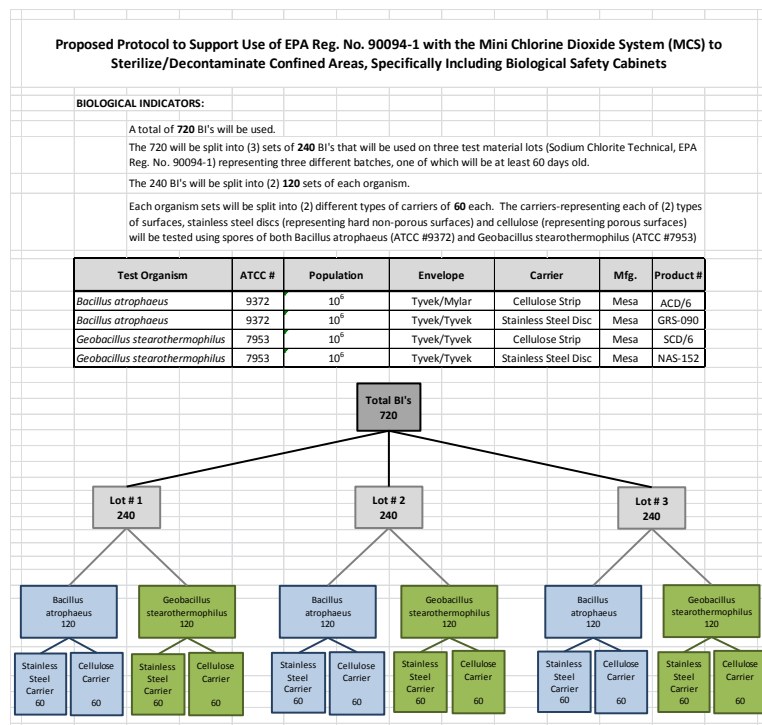 Proposed Protocol to Support Use of EPA Reg. No. 90094-1 with the Mini Chlorine Dioxide System (MCS) to
Sterilize/Decontaminate Confined Areas, Specifically Including Biological Safety Cabinets
BIOLOGICAL INDICATORS:
A total of 720 BI's will be used.
The 720 will be split into (3) sets of 240 BI's that will be used on three test material lots (Sodium Chlorite Technical, EPA
Reg. No. 90094-1) representing three different batches, one of which will be at least 60 days old.
The 240 BI's will be split into (2) 120 sets of each organism.
Each organism sets will be split into (2) different types of carriers of 60 each. The carriers-representing each of (2) types
of surfaces, stainless steel discs (representing hard non-porous surfaces) and cellulose (representing porous surfaces)
will be tested using spores of both Bacillus atrophaeus (ATCC #9372) and Geobacillus stearothermophilus (ATCC #7953)
Test Organism ATCC # Population Envelope Carrier Mfg. Product #
Bacillus atrophaeus 9372 10^6 Tyvek/Mylar Cellulose Strip Mesa ACD/6
Bacillus atrophaeus 9372 10^6 Tyvek/Tyvek Stainless Steel Disc Mesa GRS-090
Geobacillus stearothermophilus 7953 10^6 Tyvek/Tyvek Cellulose Strip Mesa SCD/6
Geobacillus stearothermophilus 7953 10^6 Tyvek/Tyvek Stainless Steel Disc Mesa NAS-152
Total BI's
720
Lot # 1 Lot # 2 Lot # 3
240 240 240
Bacillus Geobacillus Bacillus Geobacillus Bacillus Geobacillus
atrophaeus stearothermophilus atrophaeus stearothermophilus atrophaeus stearothermophilus
120 120 120 120 120 120
Stainless Cellulose Stainless Cellulose Stainless Cellulose Stainless Cellulose Stainless Cellulose Stainless Cellulose
Steel Carrier Steel Carrier Steel Carrier Steel Carrier Steel Carrier Steel Carrier
Carrier Carrier Carrier Carrier Carrier Carrier
60 60 60 60 60 60 60 60 60 60 60 60